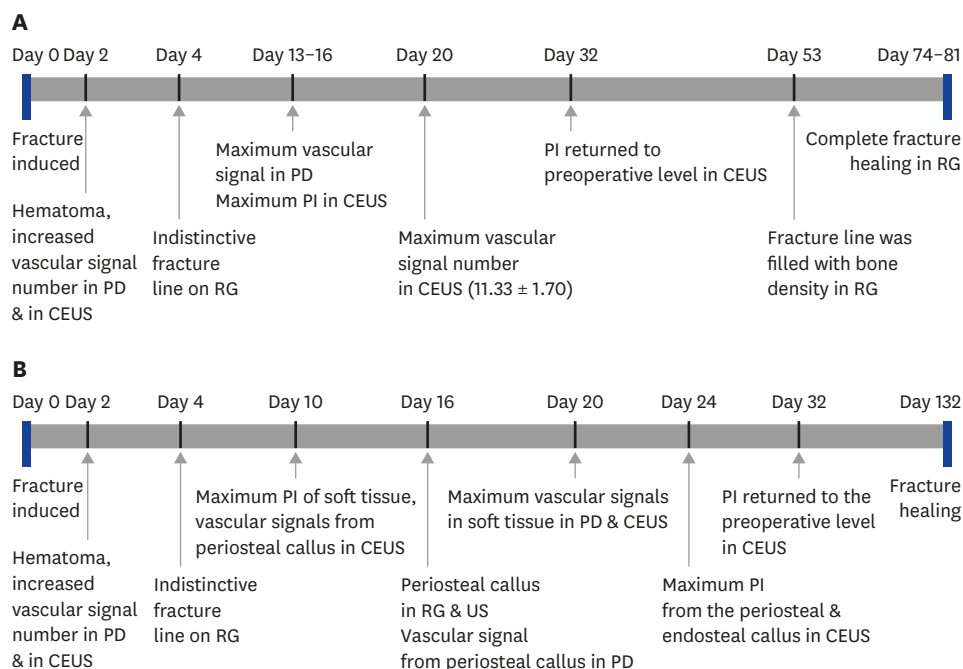 A
Day 0 Day 2 Day 4 Day 13–16 Day 20 Day 32 Day 53 Day 74–81
Fracture
induced
Hematoma,
increased
vascular signal
number in PD
& in CEUS
Indistinctive
fracture
line on RG
Maximum vascular
signal in PD
Maximum PI in CEUS
Maximum vascular
signal number
in CEUS (11.33 ± 1.70)
PI returned to
preoperative level in CEUS
Fracture line was
filled with bone
density in RG
Complete fracture
healing in RG
B
Day 0 Day 2 Day 4 Day 10 Day 16 Day 20 Day 24 Day 32 Day 132
Fracture
induced
Hematoma,
increased
vascular signal
number in PD
& in CEUS
Indistinctive
fracture
line on RG
Maximum PI of soft tissue,
vascular signals from
periosteal callus in CEUS
Periosteal callus
in RG & US
Vascular signal
from periosteal callus in PD
Maximum vascular signals
in soft tissue in PD & CEUS
Maximum PI
from the periosteal &
endosteal callus in CEUS
PI returned to the
preoperative level
in CEUS
Fracture
healing